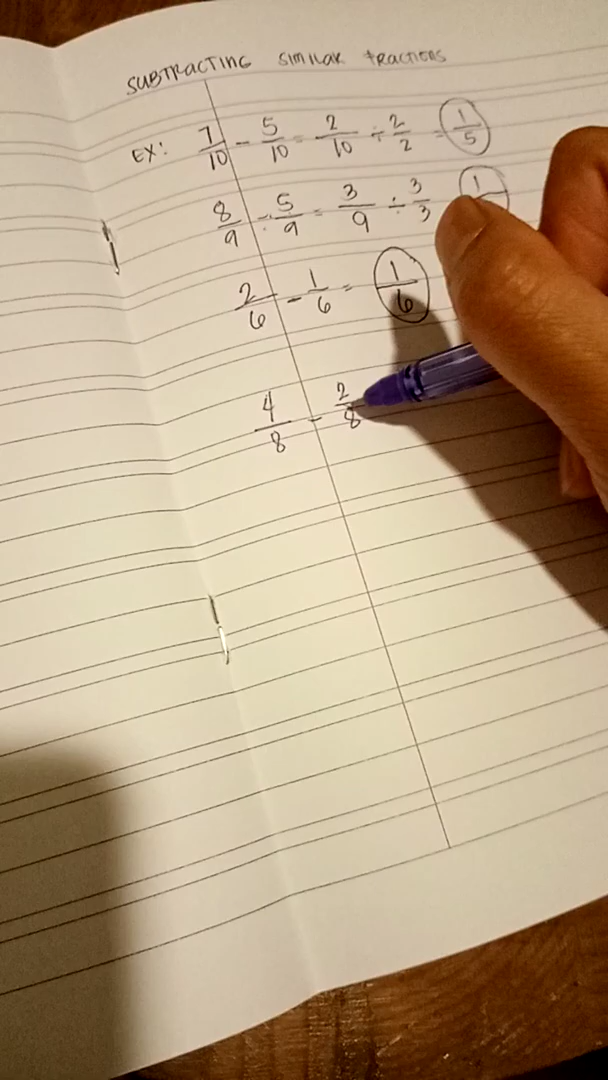 SUBTRACTING SIMILAR FRACTIONS
EX: 7/10 - 5/10 = 2/10 ÷ 2/2 = 1/5
8/9 - 5/9 = 3/9 ÷ 3/3 1/
2/6 - 1/6 = 1/6
4/8 - 2/8